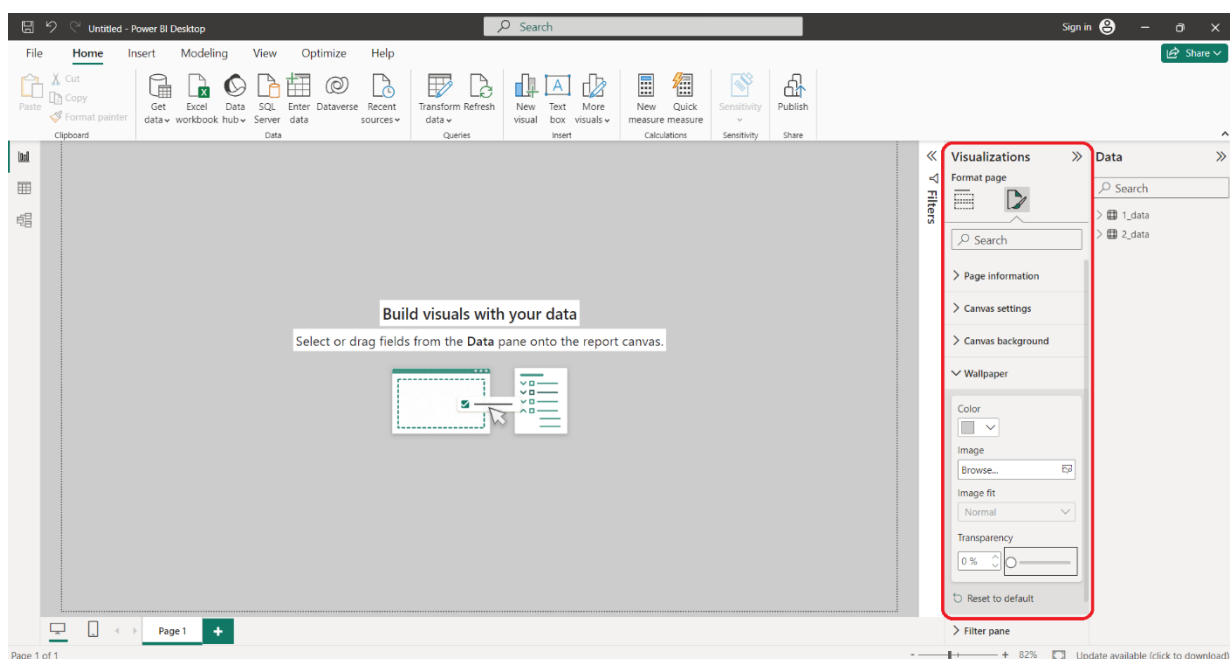 Untitled - Power BI Desktop
Search
Sign in
File Home Insert Modeling View Optimize Help
Share
Paste
Cut
Copy
Format painter
Clipboard
Get data
Excel workbook
Data hub
SQL Server
Enter data
Dataverse
Recent sources
Data
Transform data
Refresh
Queries
New visual
Text box
More visuals
Insert
New measure
Quick measure
Calculations
Sensitivity
Sensitivity
Publish
Share
Build visuals with your data
Select or drag fields from the Data pane onto the report canvas.
Filters
Visualizations
Format page
Search
Page information
Canvas settings
Canvas background
Wallpaper
Color
Image
Browse...
Image fit
Normal
Transparency
0 %
Reset to default
Filter pane
Data
Search
1_data
2_data
Page 1
+
Page 1 of 1
- + 82%
Update available (click to download)